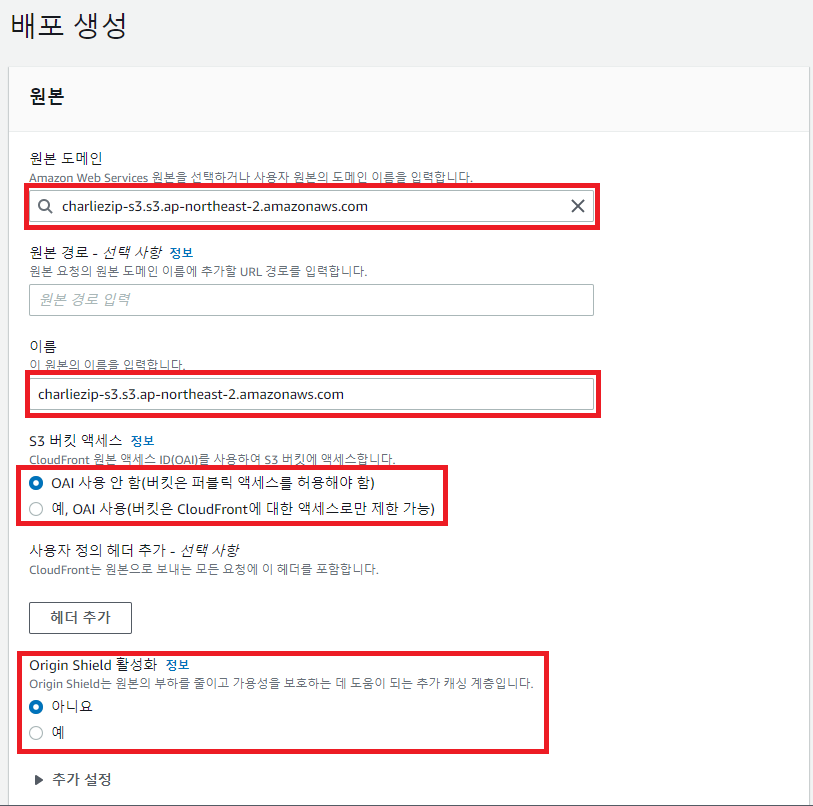 배포 생성
원본
원본 도메인
Amazon Web Services 원본을 선택하거나 사용자 원본의 도메인 이름을 입력합니다.
charliezip-s3.s3.ap-northeast-2.amazonaws.com
원본 경로 - 선택 사항 정보
원본 요청의 원본 도메인 이름에 추가할 URL 경로를 입력합니다.
원본 경로 입력
이름
이 원본의 이름을 입력합니다.
charliezip-s3.s3.ap-northeast-2.amazonaws.com
S3 버킷 액세스 정보
CloudFront 원본 액세스 ID(OAI)를 사용하여 S3 버킷에 액세스합니다.
OAI 사용 안 함(버킷은 퍼블릭 액세스를 허용해야 함)
예, OAI 사용(버킷은 CloudFront에 대한 액세스로만 제한 가능)
사용자 정의 헤더 추가 - 선택 사항
CloudFront는 원본으로 보내는 모든 요청에 이 헤더를 포함합니다.
헤더 추가
Origin Shield 활성화 정보
Origin Shield는 원본의 부하를 줄이고 가용성을 보호하는 데 도움이 되는 추가 캐싱 계층입니다.
아니요
예
추가 설정